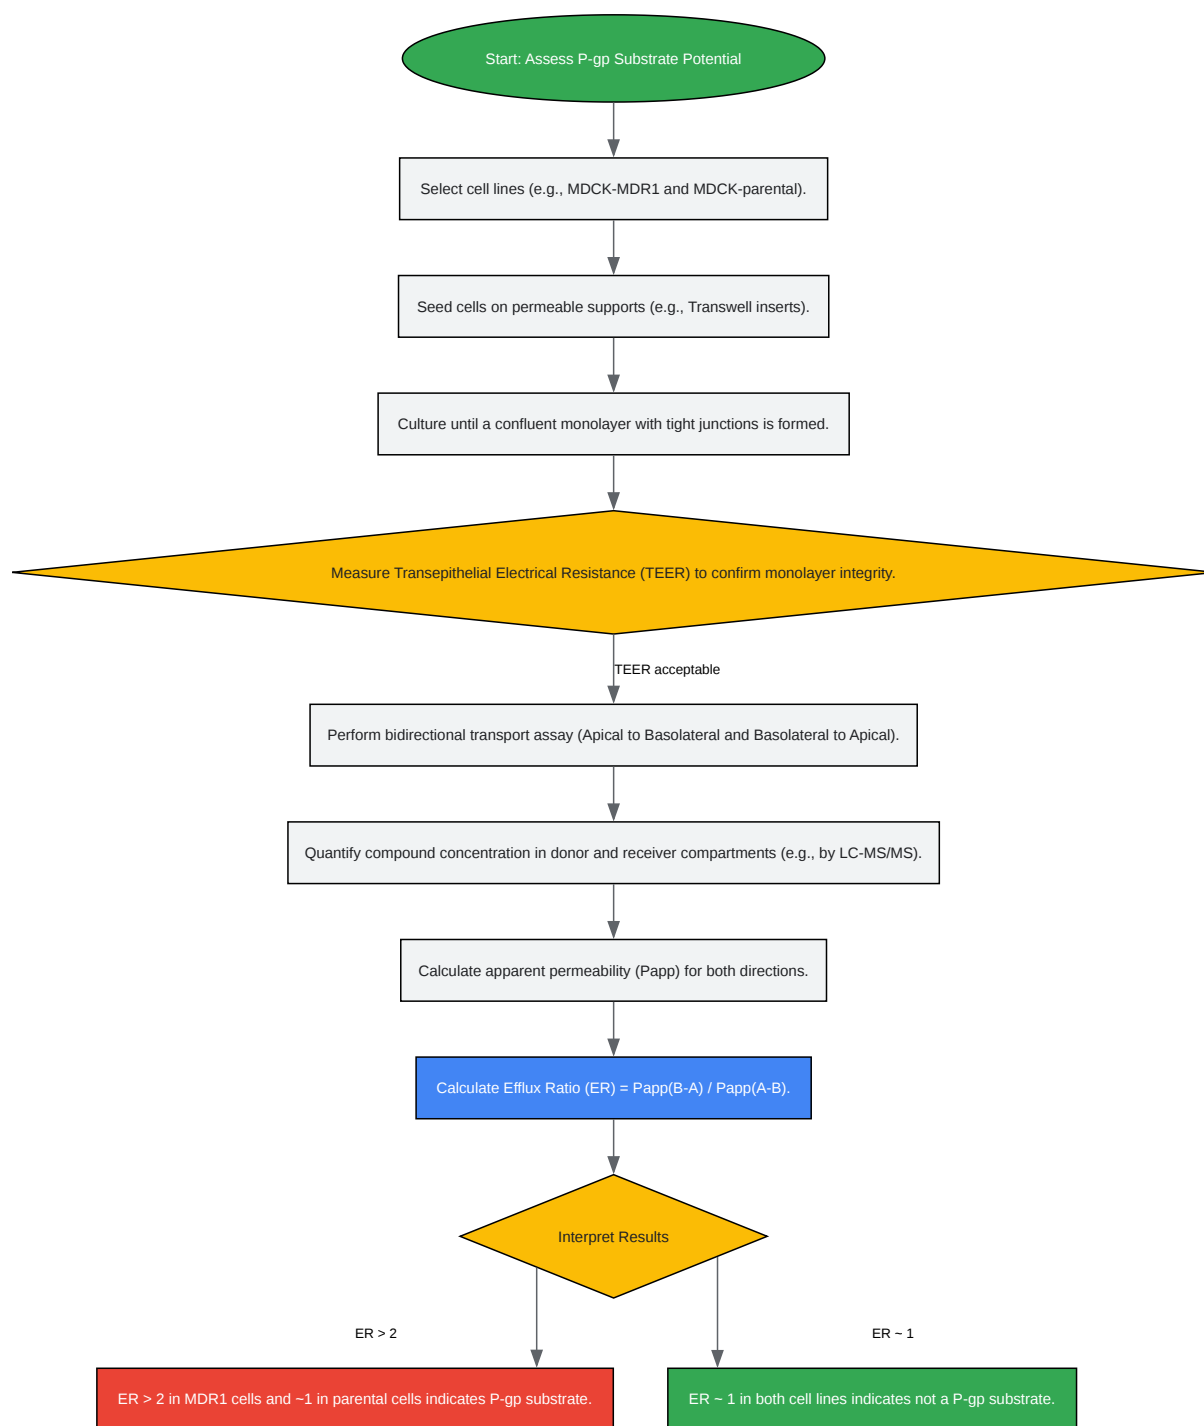 Start: Assess P-gp Substrate Potential
Select cell lines (e.g., MDCK-MDR1 and MDCK-parental).
Seed cells on permeable supports (e.g., Transwell inserts).
Culture until a confluent monolayer with tight junctions is formed.
Measure Transepithelial Electrical Resistance (TEER) to confirm monolayer integrity.
TEER acceptable
Perform bidirectional transport assay (Apical to Basolateral and Basolateral to Apical).
Quantify compound concentration in donor and receiver compartments (e.g., by LC-MS/MS).
Calculate apparent permeability (Papp) for both directions.
Calculate Efflux Ratio (ER) = Papp(B-A) / Papp(A-B).
Interpret Results
ER > 2
ER ~ 1
ER > 2 in MDR1 cells and ~1 in parental cells indicates P-gp substrate.
ER ~ 1 in both cell lines indicates not a P-gp substrate.